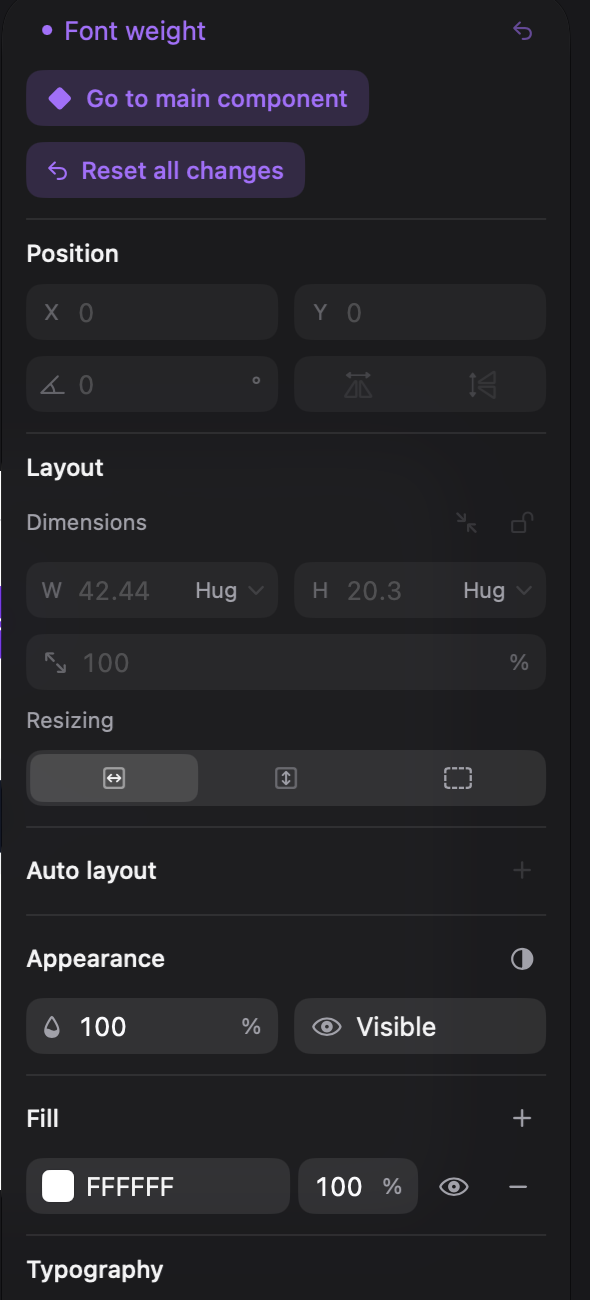 • Font weight
Go to main component
Reset all changes
Position
X 0 Y 0
0 °
Layout
Dimensions
W 42.44 Hug H 20.3 Hug
100 %
Resizing
Auto layout
Appearance
100 % Visible
Fill
FFFFFF 100 %
Typography